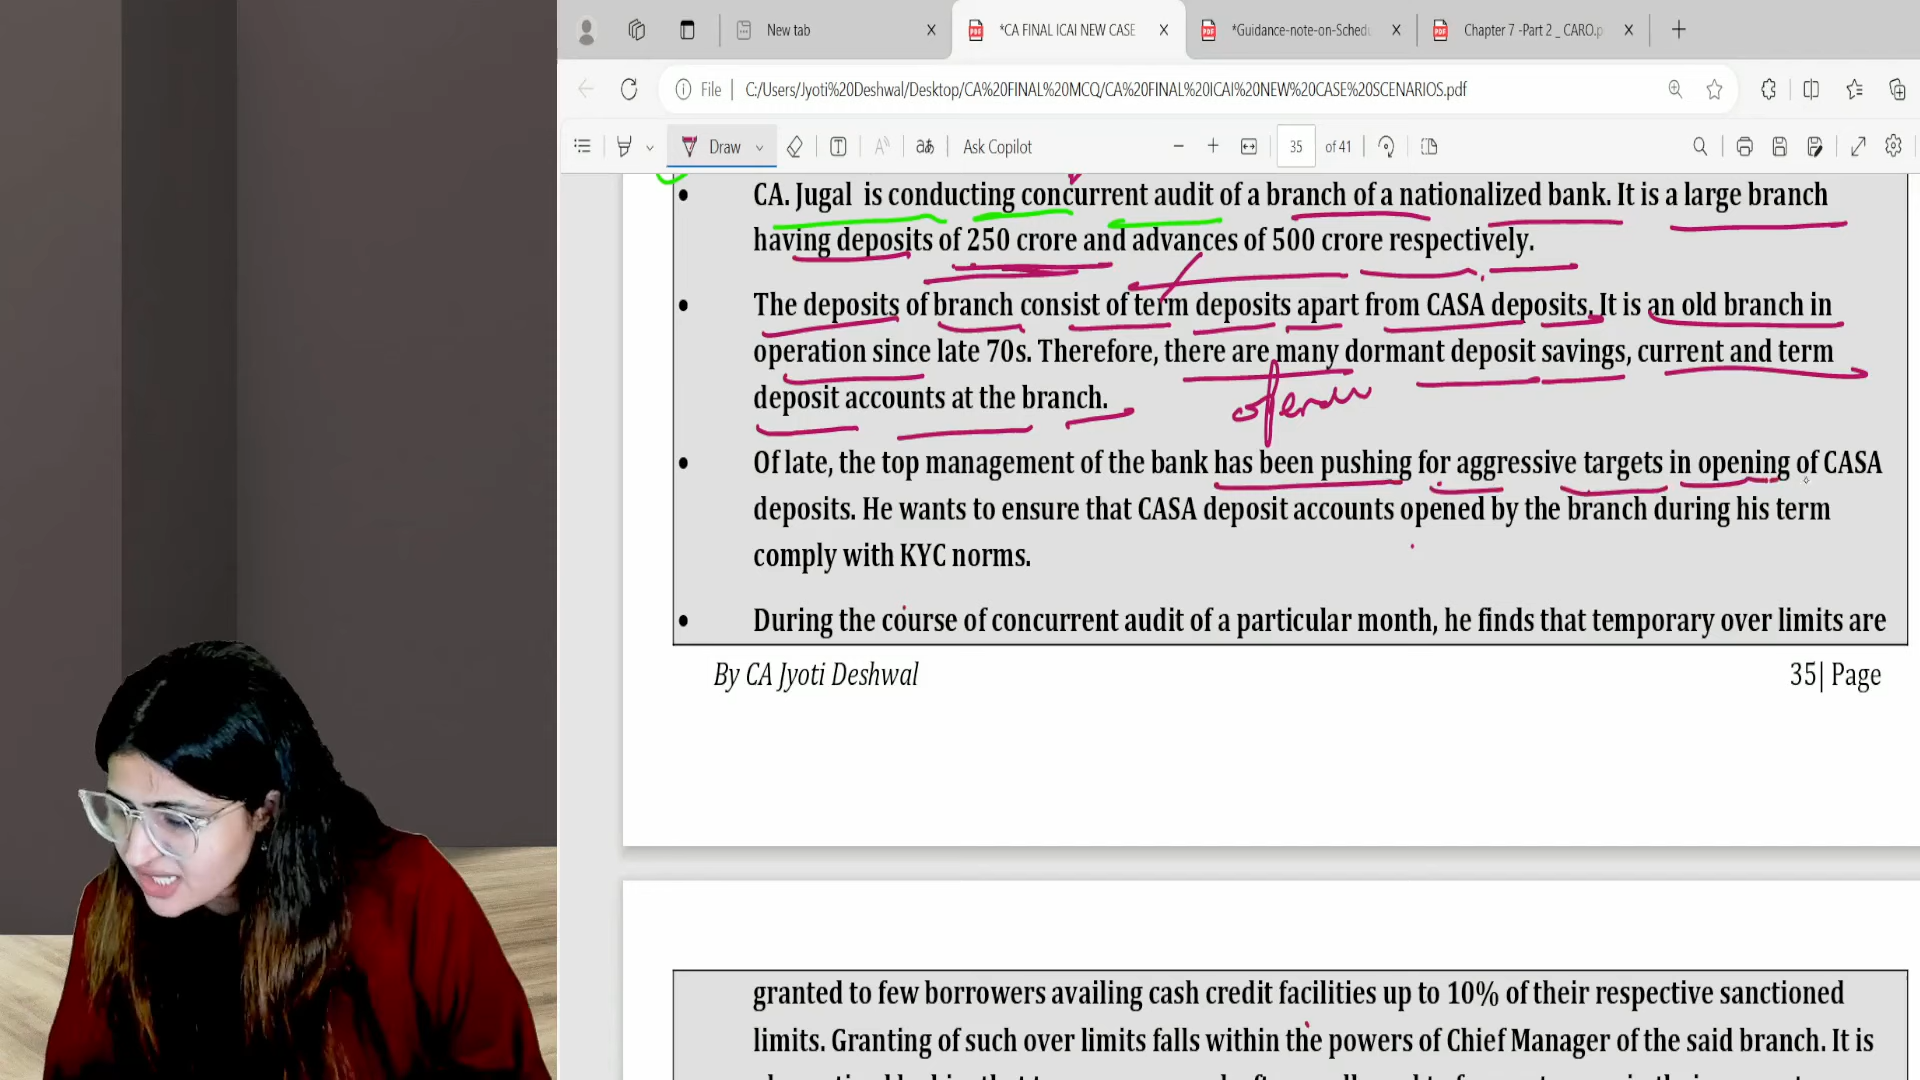 New tab
*CA FINAL ICAI NEW CASE
*Guidance-note-on-Schedu
Chapter 7 -Part 2 _ CARO.p
File
C:/Users/Jyoti%20Deshwal/Desktop/CA%20FINAL%20MCQ/CA%20FINAL%20ICAI%20NEW%20CASE%20SCENARIOS.pdf
Draw
Ask Copilot
35 of 41
• CA. Jugal is conducting concurrent audit of a branch of a nationalized bank. It is a large branch
having deposits of 250 crore and advances of 500 crore respectively.
• The deposits of branch consist of term deposits apart from CASA deposits. It is an old branch in
operation since late 70s. Therefore, there are many dormant deposit savings, current and term
deposit accounts at the branch.
• Of late, the top management of the bank has been pushing for aggressive targets in opening of CASA
deposits. He wants to ensure that CASA deposit accounts opened by the branch during his term
comply with KYC norms.
• During the course of concurrent audit of a particular month, he finds that temporary over limits are
By CA Jyoti Deshwal
35| Page
granted to few borrowers availing cash credit facilities up to 10% of their respective sanctioned
limits. Granting of such over limits falls within the powers of Chief Manager of the said branch. It is